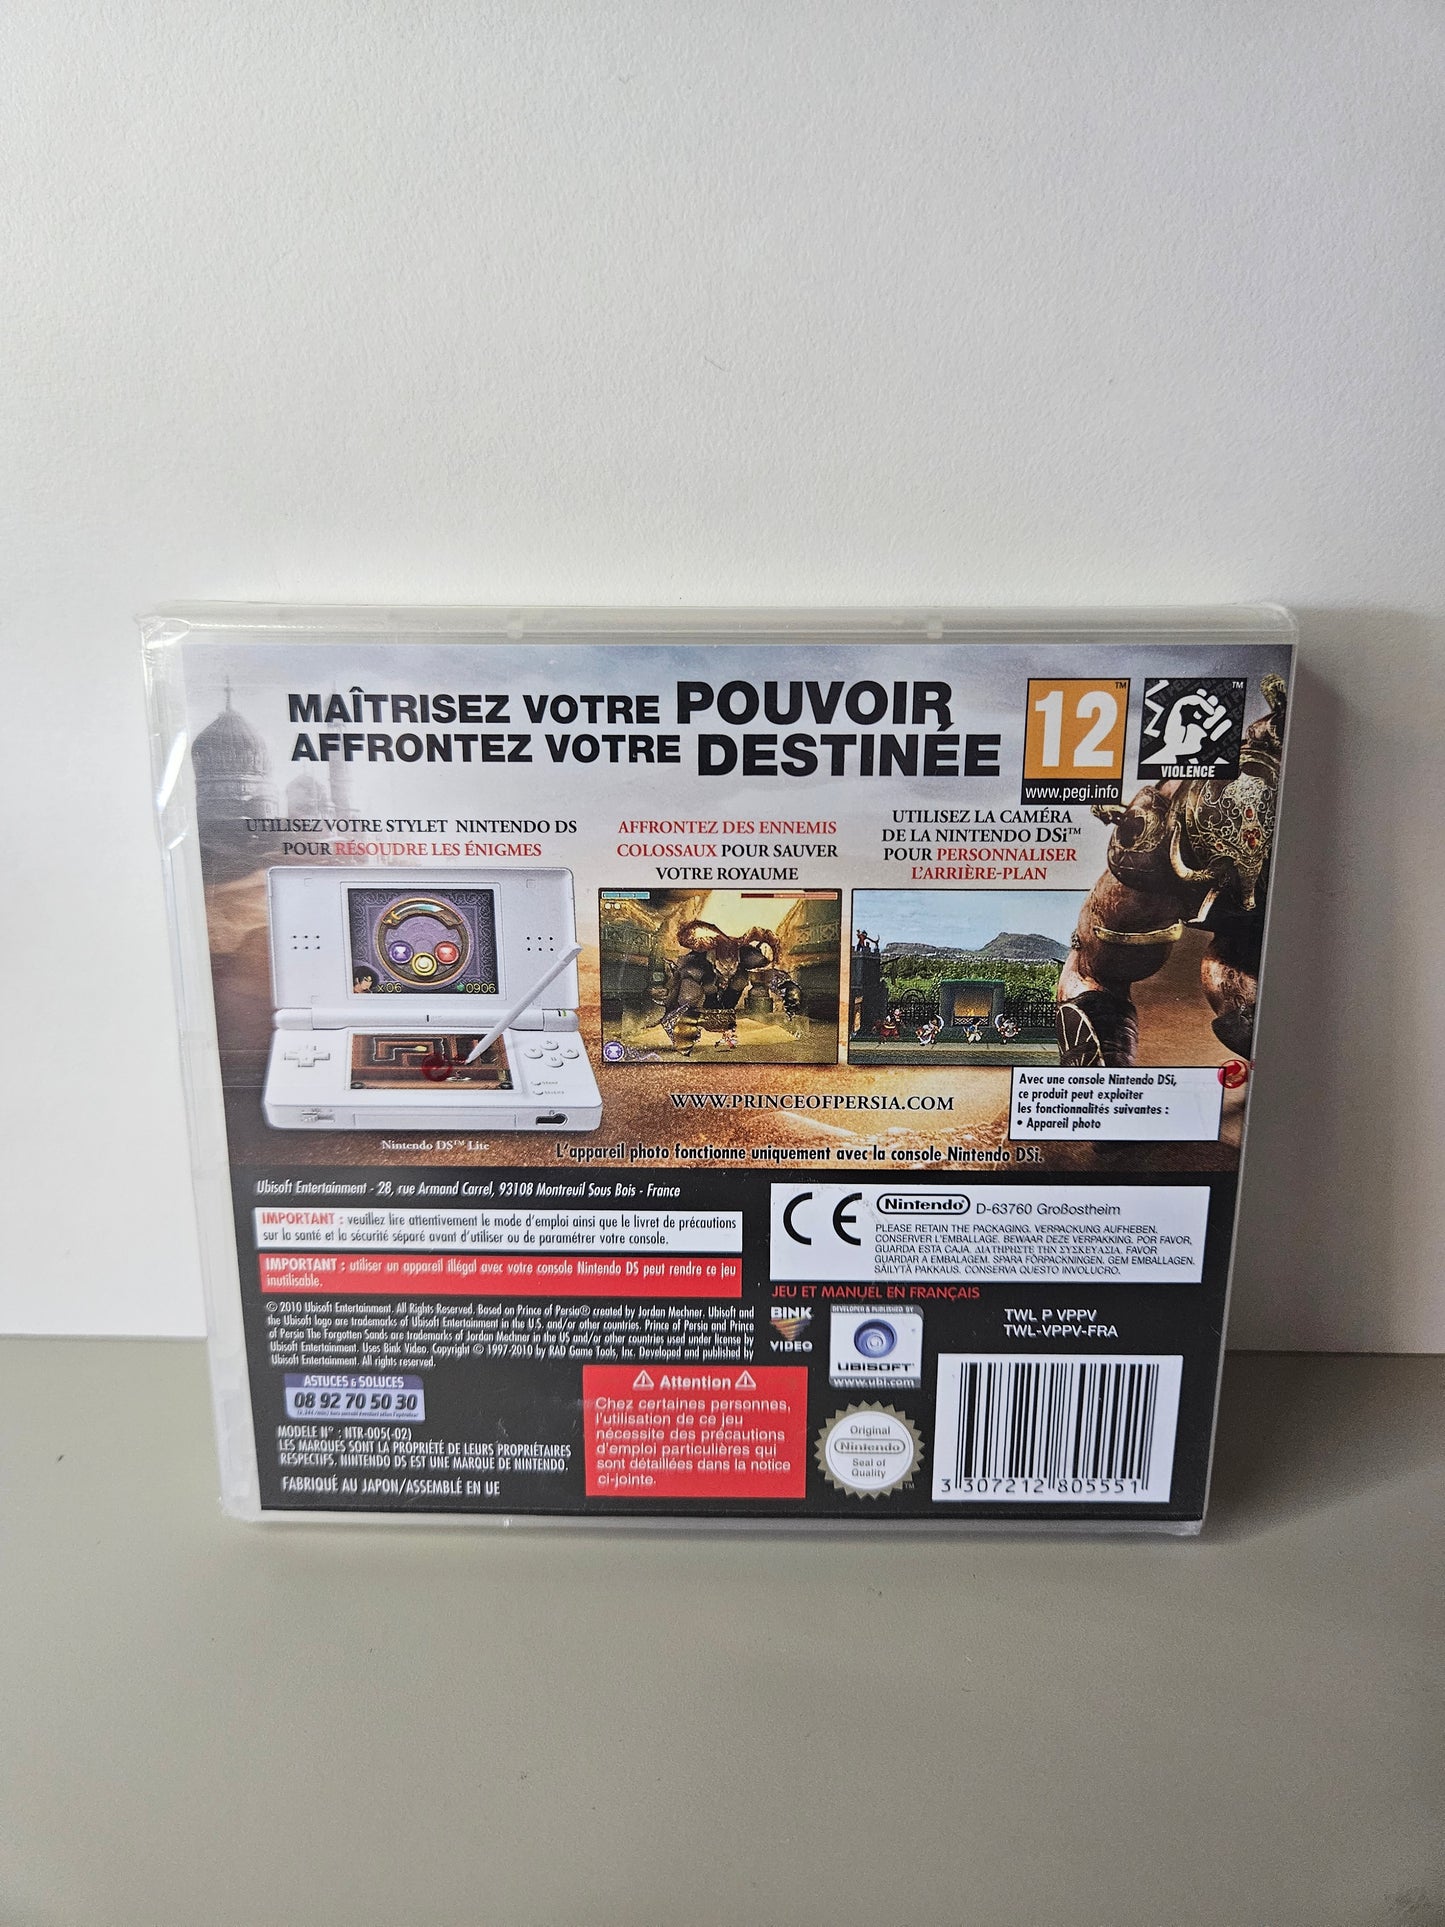 MAÎTRISEZ VOTRE POUVOIR
AFFRONTEZ VOTRE DESTINÉE
12
www.pegi.info
VIOLENCE
UTILISEZ VOTRE STYLET NINTENDO DS
POUR RÉSOUDRE LES ÉNIGMES
AFFRONTEZ DES ENNEMIS
COLOSSAUX POUR SAUVER
VOTRE ROYAUME
UTILISEZ LA CAMÉRA
DE LA NINTENDO DSi™
POUR PERSONNALISER
L'ARRIÈRE-PLAN
x06
0906
Nintendo DS™ Lite
WWW.PRINCEOFPERSIA.COM
Avec une console Nintendo DSi,
ce produit peut exploiter
les fonctionnalités suivantes :
• Appareil photo
L'appareil photo fonctionne uniquement avec la console Nintendo DSi.
Ubisoft Entertainment - 28, rue Armand Carrel, 93108 Montreuil Sous Bois - France
IMPORTANT : veuillez lire attentivement le mode d'emploi ainsi que le livret de précautions
sur la santé et la sécurité séparé avant d'utiliser ou de paramétrer votre console.
IMPORTANT : utiliser un appareil illégal avec votre console Nintendo DS peut rendre ce jeu
inutilisable.
CE Nintendo® D-63760 Großostheim
PLEASE RETAIN THE PACKAGING. VERPACKUNG AUFHEBEN.
CONSERVER L'EMBALLAGE. BEWAAR DEZE VERPAKKING. POR FAVOR,
GUARDA ESTA CAJA. ΔΙΑΤΗΡΗΣΤΕ ΤΗΝ ΣΥΣΚΕΥΑΣΙΑ. FAVOR
GUARDAR A EMBALAGEM. SPARA FÖRPACKNINGEN. GEM EMBALLAGEN.
SÄILYTÄ PAKKAUS. CONSERVA QUESTO INVOLUCRO.
JEU ET MANUEL EN FRANÇAIS
© 2010 Ubisoft Entertainment. All Rights Reserved. Based on Prince of Persia® created by Jordan Mechner. Ubisoft and
the Ubisoft logo are trademarks of Ubisoft Entertainment in the U.S. and/or other countries. Prince of Persia and Prince
of Persia The Forgotten Sands are trademarks of Jordan Mechner in the US and/or other countries used under license by
Ubisoft Entertainment. Uses Bink Video. Copyright © 1997-2010 by RAD Game Tools, Inc. Developed and published by
Ubisoft Entertainment. All rights reserved.
BINK
VIDEO
DEVELOPED & PUBLISHED BY
UBISOFT
www.ubi.com
TWL P VPPV
TWL-VPPV-FRA
ASTUCES & SOLUCES
08 92 70 50 30
MODELE N° : NTR-005(-02)
LES MARQUES SONT LA PROPRIÉTÉ DE LEURS PROPRIÉTAIRES
RESPECTIFS. NINTENDO DS EST UNE MARQUE DE NINTENDO.
FABRIQUÉ AU JAPON/ASSEMBLÉ EN UE
Attention
Chez certaines personnes,
l'utilisation de ce jeu
nécessite des précautions
d'emploi particulières qui
sont détaillées dans la notice
ci-jointe.
Original
Nintendo
Seal of
Quality
3 307212 805551